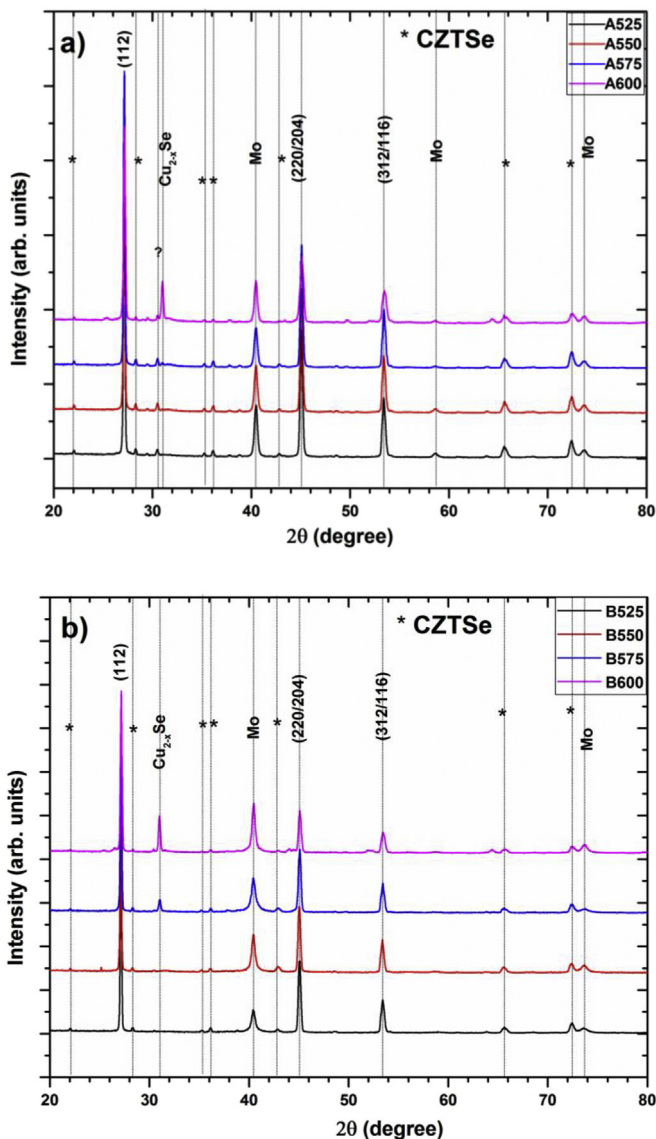 a)
* CZTSe
A525
A550
A575
A600
(112)
*
*
Cu2-xSe
?
*
*
Mo
*
(220/204)
(312/116)
Mo
*
*
Mo
Intensity (arb. units)
20 30 40 50 60 70 80
2θ (degree)
b)
* CZTSe
B525
B550
B575
B600
(112)
*
*
Cu2-xSe
*
*
Mo
*
(220/204)
(312/116)
*
*
Mo
Intensity (arb. units)
20 30 40 50 60 70 80
2θ (degree)